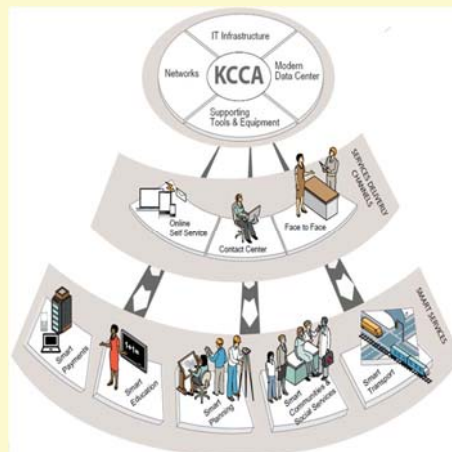 IT Infrastructure
Networks
KCCA
Modern
Data Center
Supporting
Tools & Equipment
SERVICES DELIVERLY
CHANNELS
Online
Self Service
Contact Center
Face to Face
SMART SERVICES
Smart
Payments
Smart
Education
Smart
Planning
Smart
Communities &
Social Services
Smart
Transport